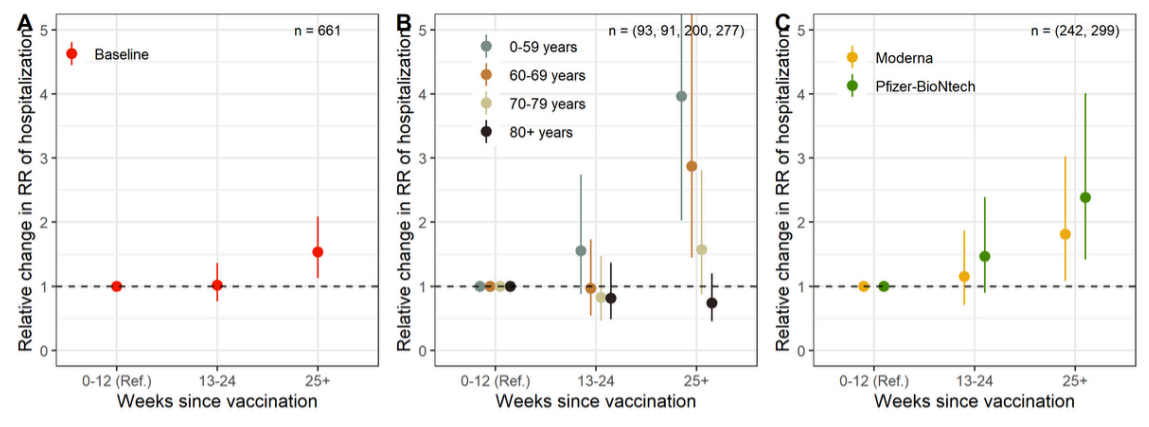 A
Relative change in RR of hospitalization
5
4
3
2
1
0
n = 661
Baseline
0-12 (Ref.)
13-24
25+
Weeks since vaccination
B
Relative change in RR of hospitalization
5
4
3
2
1
0
n = (93, 91, 200, 277)
0-59 years
60-69 years
70-79 years
80+ years
0-12 (Ref.)
13-24
25+
Weeks since vaccination
C
Relative change in RR of hospitalization
5
4
3
2
1
0
n = (242, 299)
Moderna
Pfizer-BioNtech
0-12 (Ref.)
13-24
25+
Weeks since vaccination